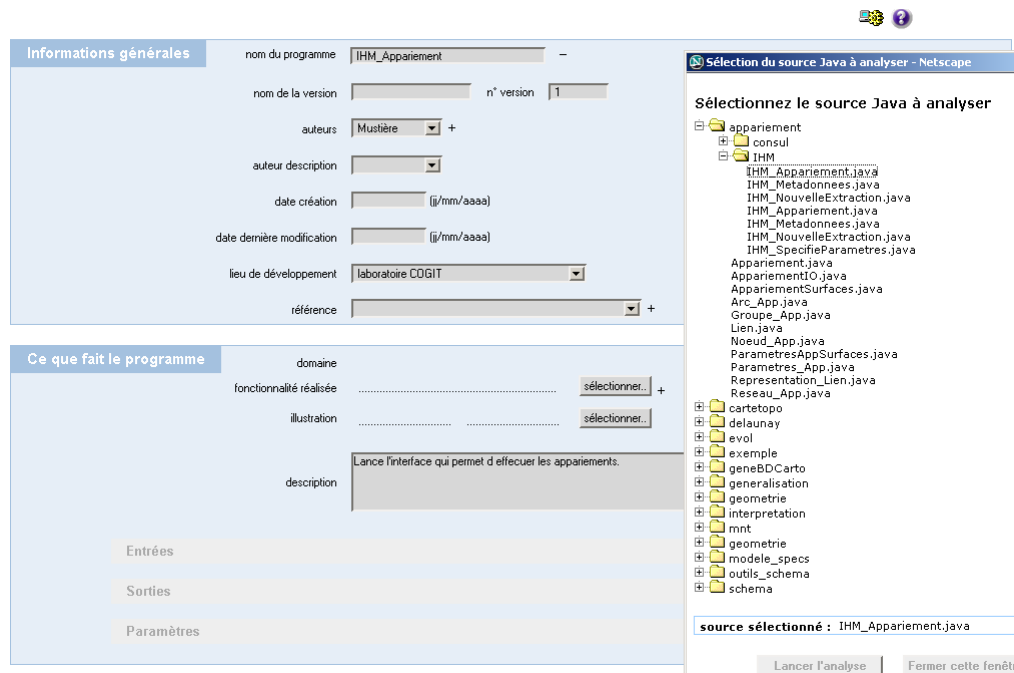 Informations générales
nom du programme IHM_Appariement –
nom de la version n° version 1
auteurs Mustière +
auteur description
date création (jj/mm/aaaa)
date dernière modification (jj/mm/aaaa)
lieu de développement laboratoire COGIT
référence +
Ce que fait le programme
domaine
fonctionnalité réalisée sélectionner.. +
illustration sélectionner..
description Lance l'interface qui permet d effecuer les appariements.
Entrées
Sorties
Paramètres
Sélection du source Java à analyser - Netscape
Sélectionnez le source Java à analyser
appariement
consul
IHM
IHM_Appariement.java
IHM_Metadonnees.java
IHM_NouvelleExtraction.java
IHM_Appariement.java
IHM_Metadonnees.java
IHM_NouvelleExtraction.java
IHM_SpecifieParametres.java
Appariement.java
AppariementIO.java
AppariementSurfaces.java
Arc_App.java
Groupe_App.java
Lien.java
Noeud_App.java
ParametresAppSurfaces.java
Parametres_App.java
Representation_Lien.java
Reseau_App.java
cartetopo
delaunay
evol
exemple
geneBDCarto
generalisation
geometrie
interpretation
mnt
geometrie
modele_specs
outils_schema
schema
source sélectionné : IHM_Appariement.java
Lancer l'analyse Fermer cette fenêt